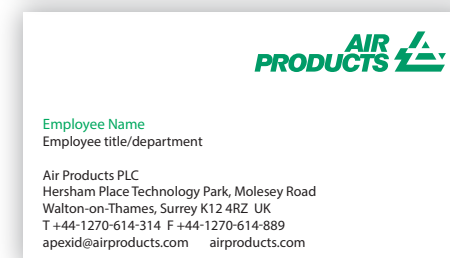 AIR
PRODUCTS
Employee Name
Employee title/department
Air Products PLC
Hersham Place Technology Park, Molesey Road
Walton-on-Thames, Surrey K12 4RZ UK
T +44-1270-614-314 F +44-1270-614-889
apexid@airproducts.com airproducts.com